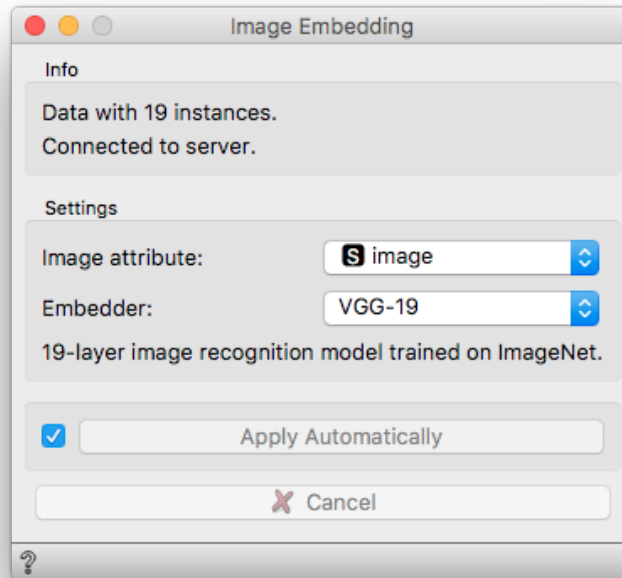 Image Embedding
Info
Data with 19 instances.
Connected to server.
Settings
Image attribute:
S image
Embedder:
VGG-19
19-layer image recognition model trained on ImageNet.
Apply Automatically
Cancel
?